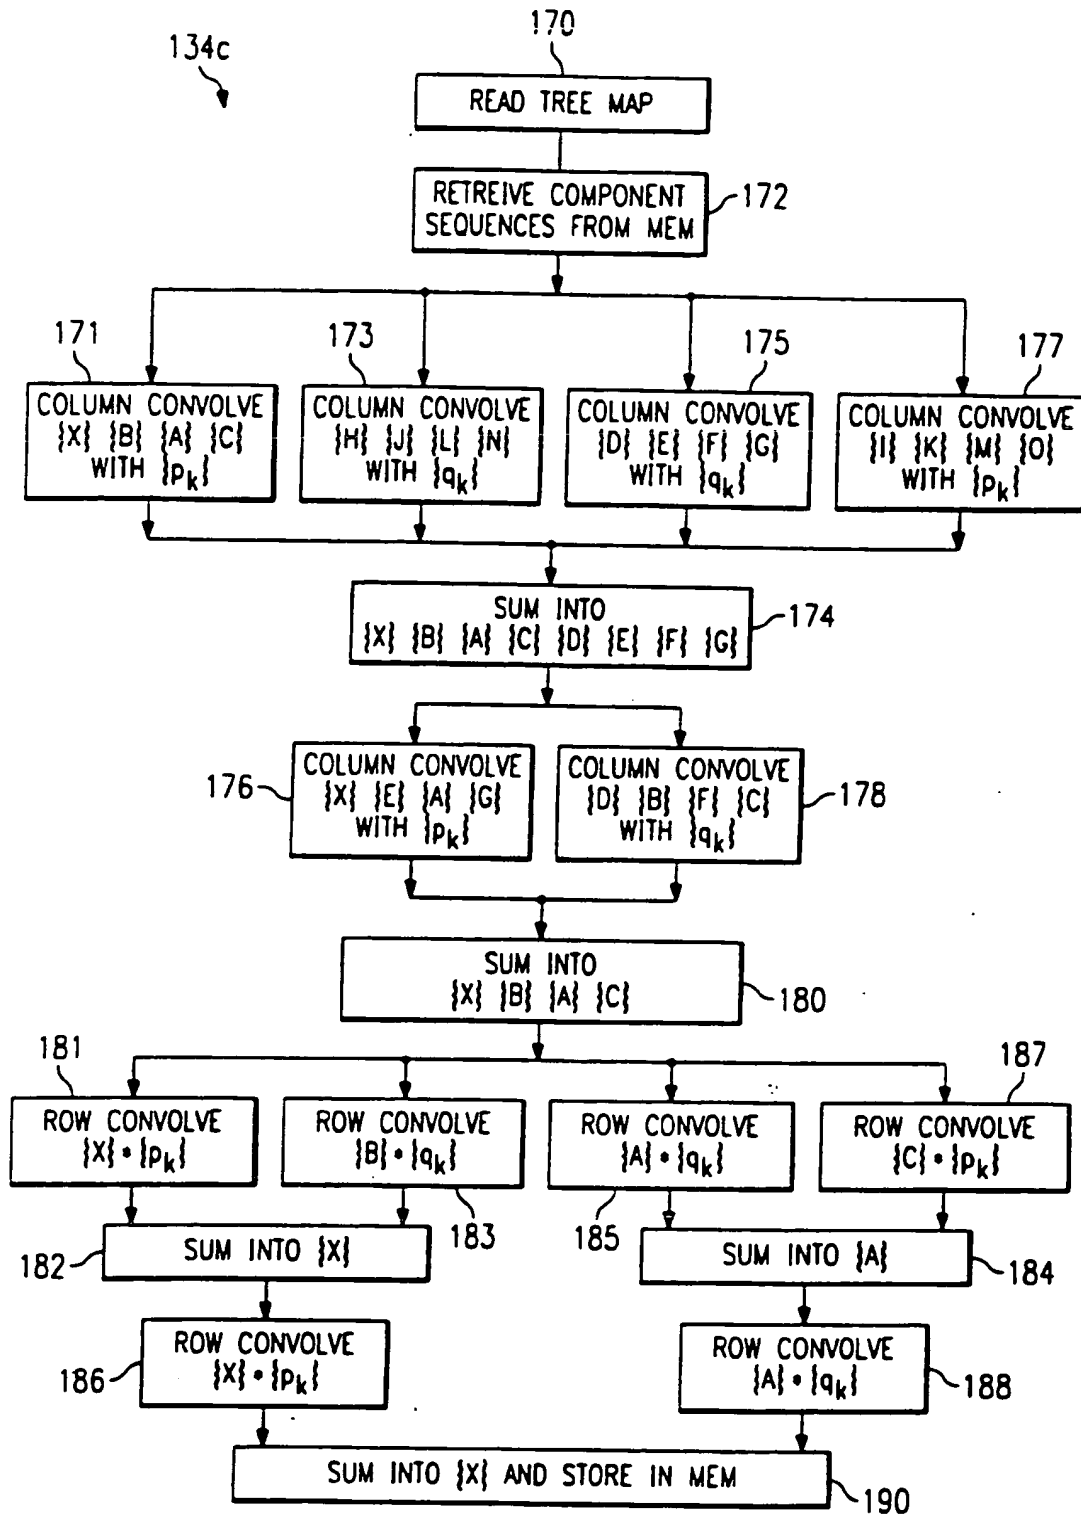 170
134c
READ TREE MAP
RETREIVE COMPONENT
SEQUENCES FROM MEM
172
171
173
175
177
COLUMN CONVOLVE
{X} {B} {A} {C}
WITH {pk}
COLUMN CONVOLVE
{H} {J} {L} {N}
WITH {qk}
COLUMN CONVOLVE
{D} {E} {F} {G}
WITH {qk}
COLUMN CONVOLVE
{I} {K} {M} {O}
WITH {pk}
SUM INTO
{X} {B} {A} {C} {D} {E} {F} {G}
174
176
COLUMN CONVOLVE
{X} {E} {A} {G}
WITH {pk}
COLUMN CONVOLVE
{D} {B} {F} {C}
WITH {qk}
178
SUM INTO
{X} {B} {A} {C}
180
181
187
ROW CONVOLVE
{X} * {pk}
ROW CONVOLVE
{B} * {qk}
ROW CONVOLVE
{A} * {qk}
ROW CONVOLVE
{C} * {pk}
183
185
182
SUM INTO {X}
SUM INTO {A}
184
186
ROW CONVOLVE
{X} * {pk}
ROW CONVOLVE
{A} * {qk}
188
SUM INTO {X} AND STORE IN MEM
190